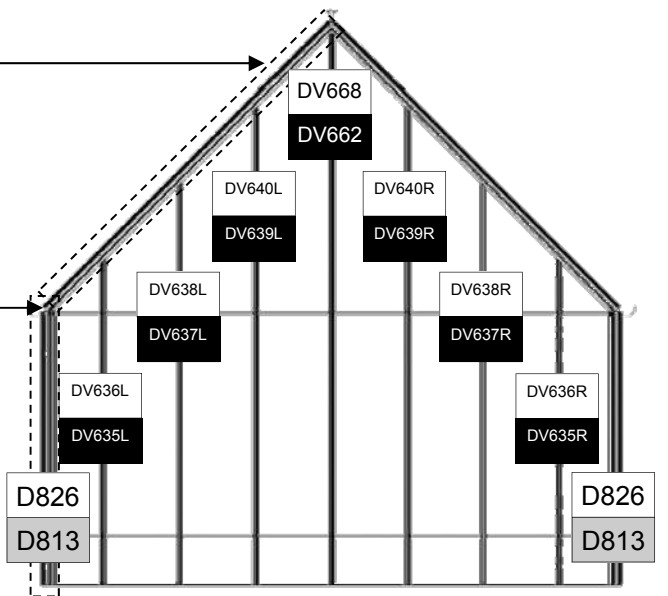 DV668
DV662
DV640L DV640R
DV639L DV639R
DV638L DV638R
DV637L DV637R
DV636L DV636R
DV635L DV635R
D826 D826
D813 D813